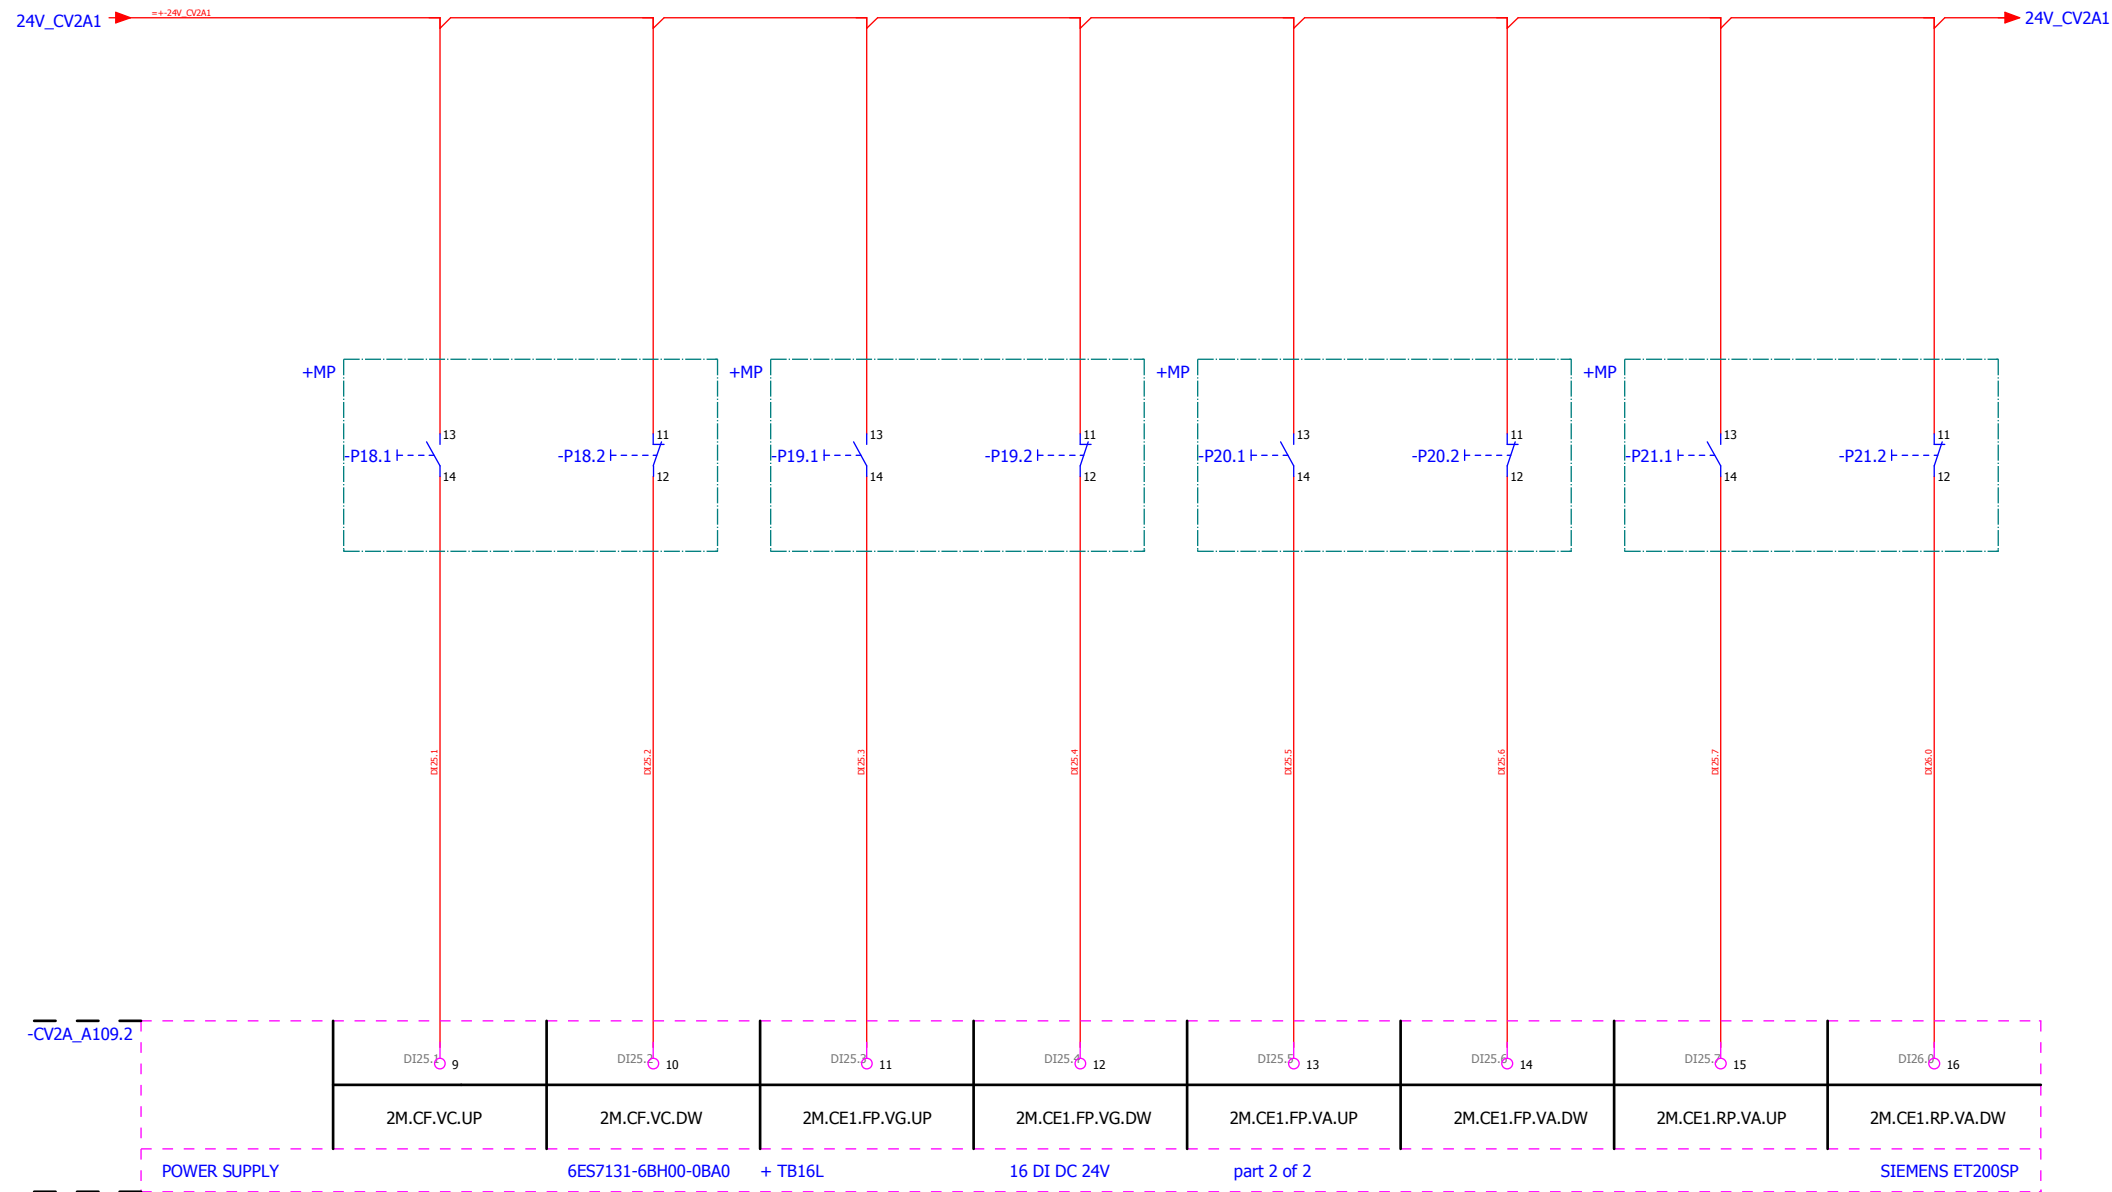 24V_CV2A1 =+-24V_CV2A1 24V_CV2A1
+MP +MP +MP +MP
13 11 13 11 13 11 13 11
-P18.1 -P18.2 -P19.1 -P19.2 -P20.1 -P20.2 -P21.1 -P21.2
14 12 14 12 14 12 14 12
DI25.1 DI25.2 DI25.3 DI25.4 DI25.5 DI25.6 DI25.7 DI26.0
-CV2A_A109.2
DI25.1 9 DI25.2 10 DI25.3 11 DI25.4 12 DI25.5 13 DI25.6 14 DI25.7 15 DI26.0 16
2M.CF.VC.UP 2M.CF.VC.DW 2M.CE1.FP.VG.UP 2M.CE1.FP.VG.DW 2M.CE1.FP.VA.UP 2M.CE1.FP.VA.DW 2M.CE1.RP.VA.UP 2M.CE1.RP.VA.DW
POWER SUPPLY 6ES7131-6BH00-0BA0 + TB16L 16 DI DC 24V part 2 of 2 SIEMENS ET200SP